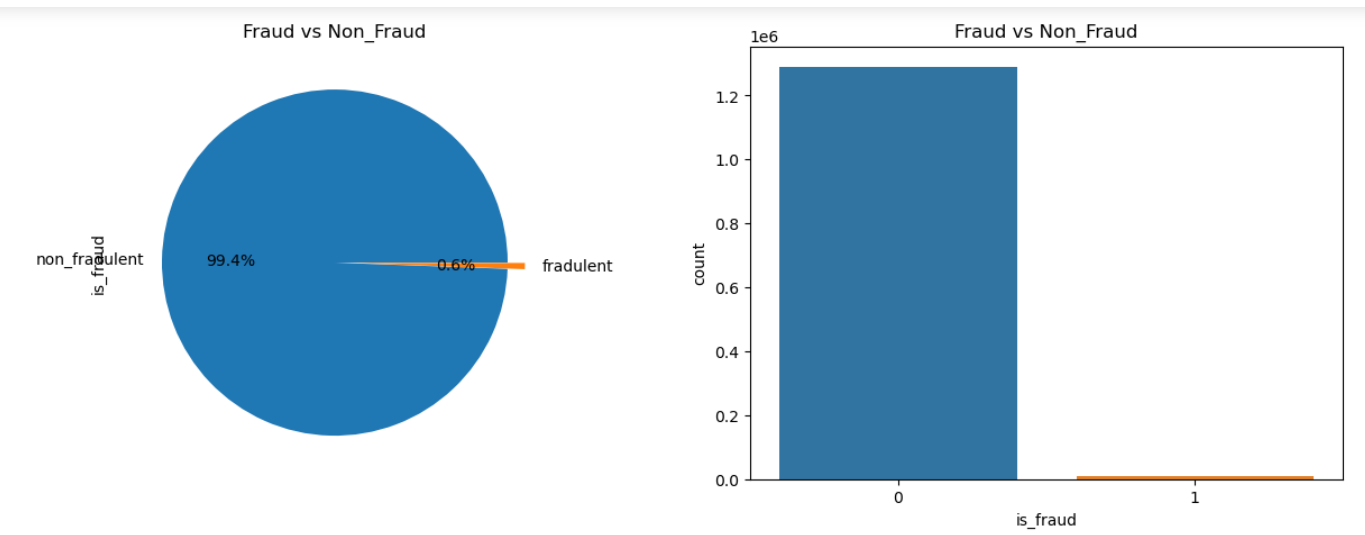 Fraud vs Non_Fraud
non_fradulent
is_fraud
99.4%
0.6%
fradulent
Fraud vs Non_Fraud
1e6
1.2
1.0
0.8
0.6
0.4
0.2
0.0
count
0
1
is_fraud